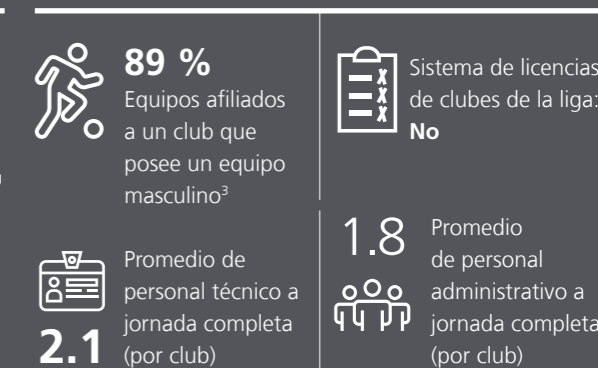 89 %
Equipos afiliados
a un club que
posee un equipo
masculino³
Sistema de licencias
de clubes de la liga:
No
Promedio de
personal técnico a
jornada completa
(por club)
2.1
1.8
Promedio
de personal
administrativo a
jornada completa
(por club)